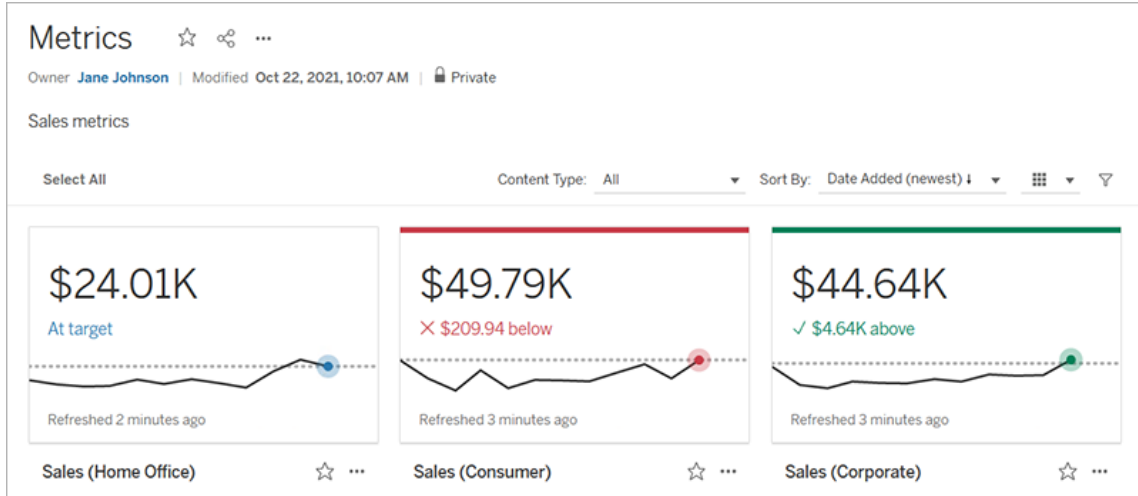 Metrics
Owner Jane Johnson | Modified Oct 22, 2021, 10:07 AM | Private
Sales metrics
Select All Content Type: All Sort By: Date Added (newest) ↓
$24.01K $49.79K $44.64K
At target × $209.94 below ✓ $4.64K above
Refreshed 2 minutes ago Refreshed 3 minutes ago Refreshed 3 minutes ago
Sales (Home Office) Sales (Consumer) Sales (Corporate)